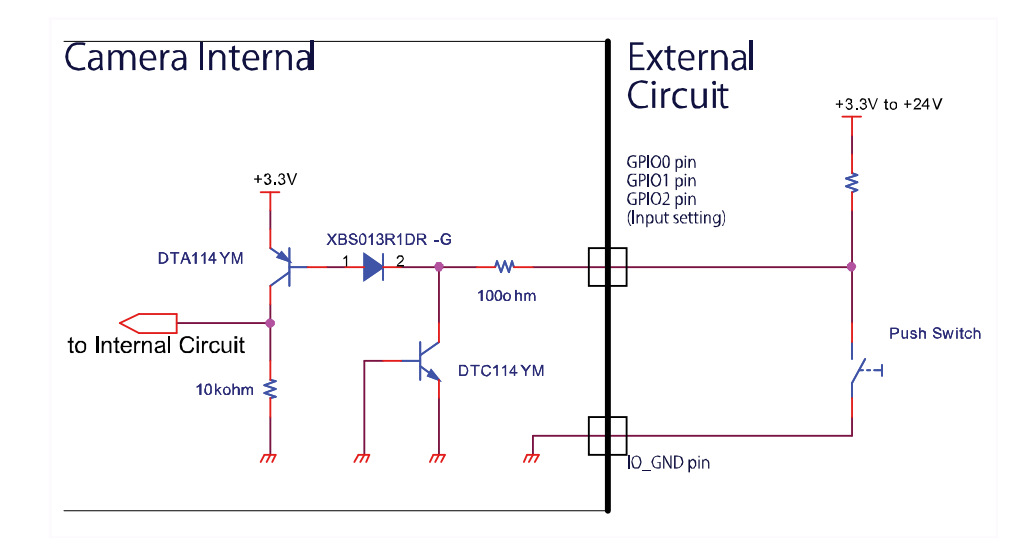 Camera Internal
External
Circuit
+3.3V to +24V
GPIO0 pin
GPIO1 pin
GPIO2 pin
(Input setting)
+3.3V
DTA114YM
XBS013R1DR -G
1
2
100ohm
to Internal Circuit
Push Switch
DTC114YM
10kohm
IO_GND pin